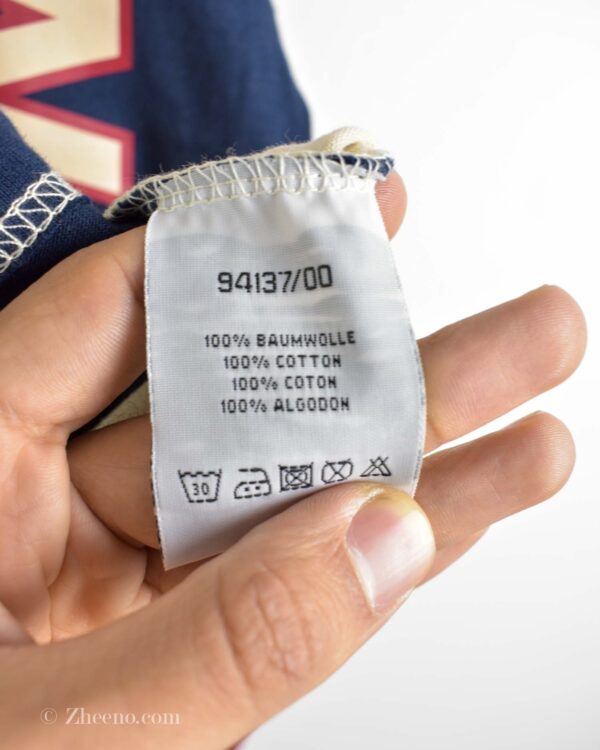 94137/00
100% BAUMWOLLE
100% COTTON
100% COTON
100% ALGODON
30
© Zheeno.com